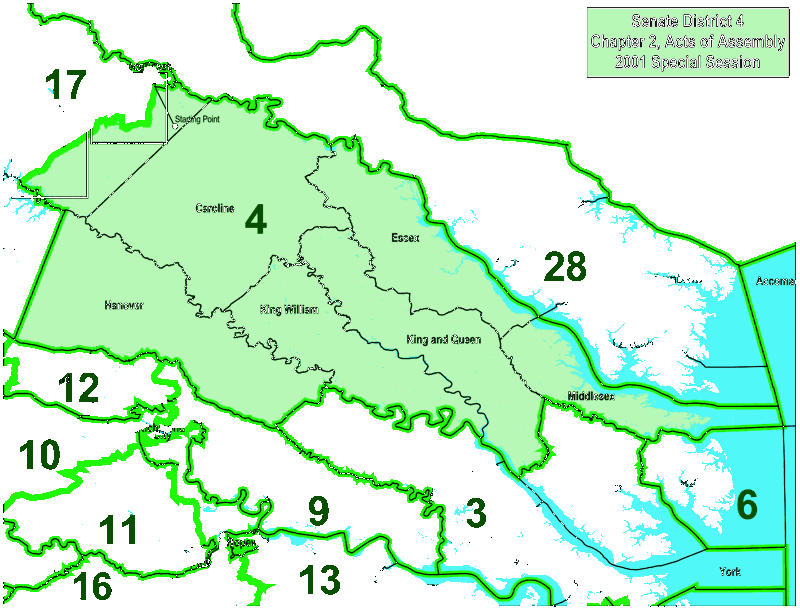 Senate District 4
Chapter 2, Acts of Assembly
2001 Special Session
17
Staging Point
Caroline
4
Essex
28
Accomac
Hanover
King William
King and Queen
12
Middlesex
10
9
3
6
11
York
16
13